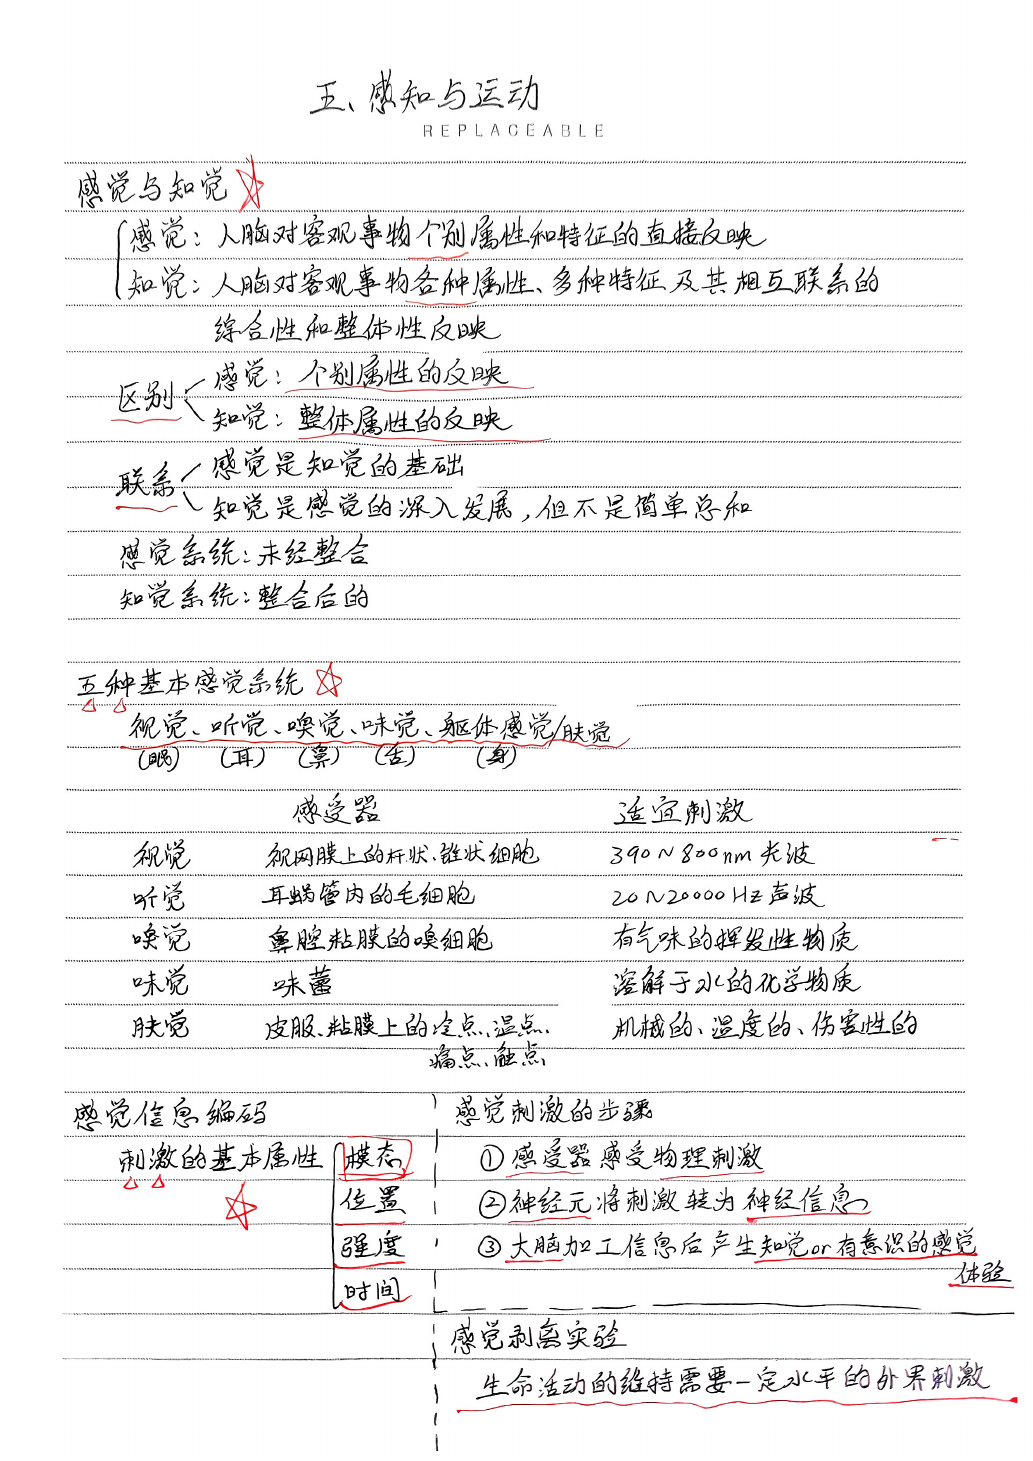 五、感知与运动
REPLACEABLE
感觉与知觉
感觉：人脑对客观事物个别属性和特征的直接反映
知觉：人脑对客观事物各种属性、多种特征及其相互联系的
综合性和整体性反映
区别
感觉：个别属性的反映
知觉：整体属性的反映
联系
感觉是知觉的基础
知觉是感觉的深入发展，但不是简单总和
感觉系统：未经整合
知觉系统：整合后的
五种基本感觉系统
视觉、听觉、嗅觉、味觉、躯体感觉/肤觉
（眼） （耳） （鼻） （舌） （身）
感受器 适宜刺激
视觉 视网膜上的杆状、锥状细胞 390～800nm光波
听觉 耳蜗管内的毛细胞 20～20000HZ声波
嗅觉 鼻腔粘膜的嗅细胞 有气味的挥发性物质
味觉 味蕾 溶解于水的化学物质
肤觉 皮肤、粘膜上的冷点、温点、 机械的、温度的、伤害性的
痛点、触点
感觉信息编码
刺激的基本属性
模态
位置
强度
时间
感觉刺激的步骤
①感受器感受物理刺激
②神经元将刺激转为神经信息
③大脑加工信息后产生知觉or有意识的感觉
体验
感觉剥离实验
生命活动的维持需要一定水平的外界刺激